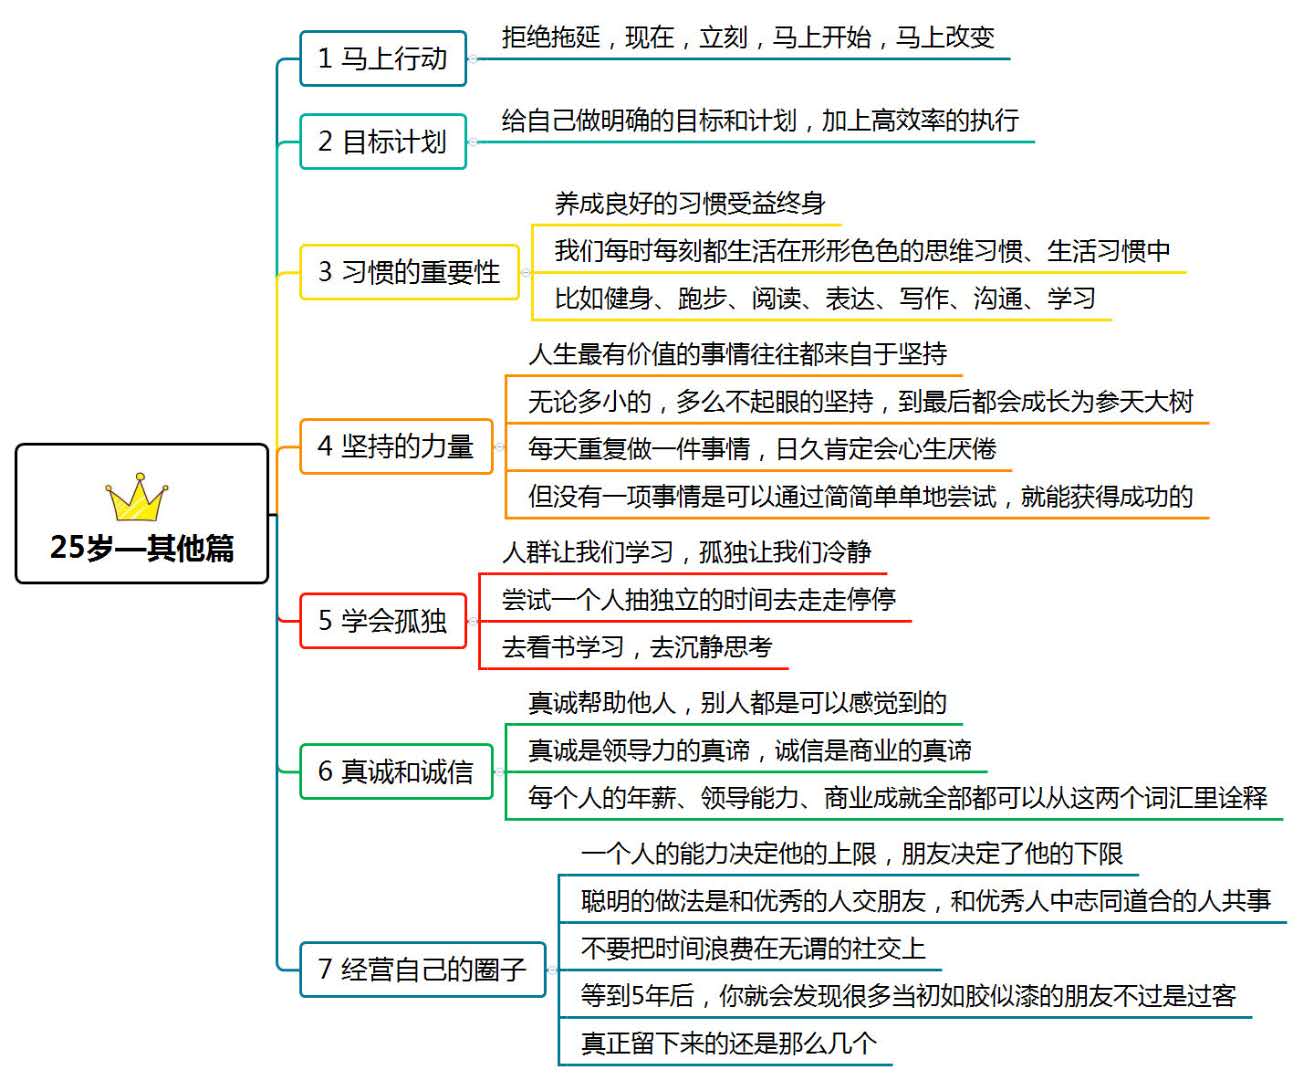 25岁—其他篇
1 马上行动
拒绝拖延，现在，立刻，马上开始，马上改变
2 目标计划
给自己做明确的目标和计划，加上高效率的执行
3 习惯的重要性
养成良好的习惯受益终身
我们每时每刻都生活在形形色色的思维习惯、生活习惯中
比如健身、跑步、阅读、表达、写作、沟通、学习
4 坚持的力量
人生最有价值的事情往往都来自于坚持
无论多小的，多么不起眼的坚持，到最后都会成长为参天大树
每天重复做一件事情，日久肯定会心生厌倦
但没有一项事情是可以通过简简单单地尝试，就能获得成功的
5 学会孤独
人群让我们学习，孤独让我们冷静
尝试一个人抽独立的时间去走走停停
去看书学习，去沉静思考
6 真诚和诚信
真诚帮助他人，别人都是可以感觉到的
真诚是领导力的真谛，诚信是商业的真谛
每个人的年薪、领导能力、商业成就全部都可以从这两个词汇里诠释
7 经营自己的圈子
一个人的能力决定他的上限，朋友决定了他的下限
聪明的做法是和优秀的人交朋友，和优秀人中志同道合的人共事
不要把时间浪费在无谓的社交上
等到5年后，你就会发现很多当初如胶似漆的朋友不过是过客
真正留下来的还是那么几个